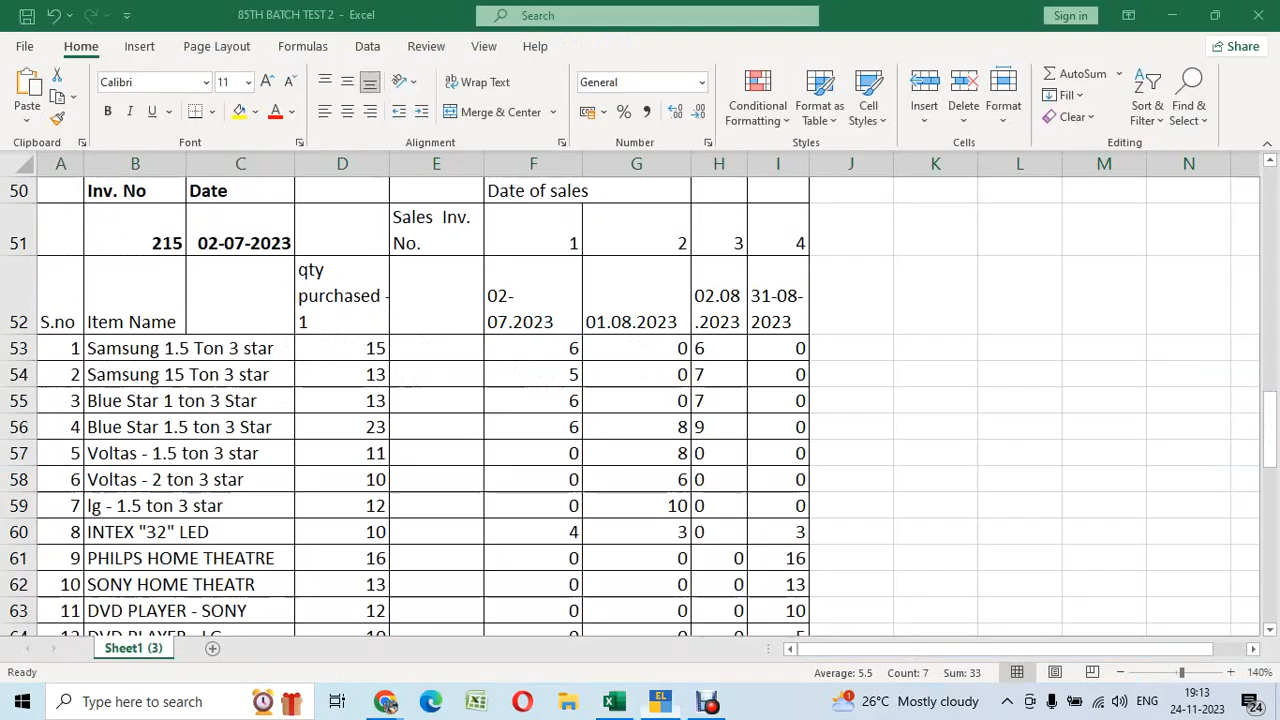 85TH BATCH TEST 2 - Excel
Search
Sign in
File Home Insert Page Layout Formulas Data Review View Help Share
Calibri 11 General
Paste
B I U
Wrap Text
Merge & Center
Conditional Formatting
Format as Table
Cell Styles
Insert Delete Format
AutoSum
Fill
Clear
Sort & Filter
Find & Select
Clipboard Font Alignment Number Styles Cells Editing
A B C D E F G H I J K L M N
50 Inv. No Date Date of sales
51 215 02-07-2023 Sales Inv. No. 1 2 3 4
52 S.no Item Name qty purchased - 1 02-07.2023 01.08.2023 02.08.2023 31-08-2023
53 1 Samsung 1.5 Ton 3 star 15 6 0 6 0
54 2 Samsung 15 Ton 3 star 13 5 0 7 0
55 3 Blue Star 1 ton 3 Star 13 6 0 7 0
56 4 Blue Star 1.5 ton 3 Star 23 6 8 9 0
57 5 Voltas - 1.5 ton 3 star 11 0 8 0 0
58 6 Voltas - 2 ton 3 star 10 0 6 0 0
59 7 lg - 1.5 ton 3 star 12 0 10 0 0
60 8 INTEX "32" LED 10 4 3 0 3
61 9 PHILPS HOME THEATRE 16 0 0 0 16
62 10 SONY HOME THEATR 13 0 0 0 13
63 11 DVD PLAYER - SONY 12 0 0 0 10
Sheet1 (3)
Ready
Average: 5.5 Count: 7 Sum: 33
140%
Type here to search
EL
1
26°C Mostly cloudy
ENG
19:13
24-11-2023
24